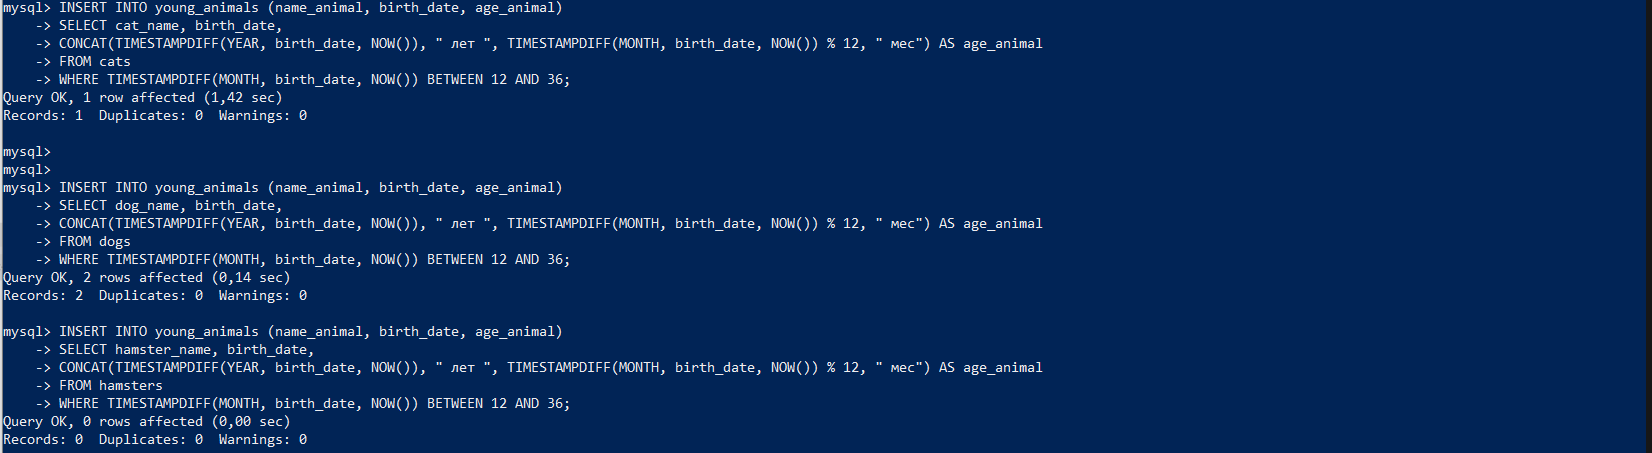 mysql> INSERT INTO young_animals (name_animal, birth_date, age_animal)
    -> SELECT cat_name, birth_date,
    -> CONCAT(TIMESTAMPDIFF(YEAR, birth_date, NOW()), " лет ", TIMESTAMPDIFF(MONTH, birth_date, NOW()) % 12, " мес") AS age_animal
    -> FROM cats
    -> WHERE TIMESTAMPDIFF(MONTH, birth_date, NOW()) BETWEEN 12 AND 36;
Query OK, 1 row affected (1,42 sec)
Records: 1  Duplicates: 0  Warnings: 0
mysql>
mysql>
mysql> INSERT INTO young_animals (name_animal, birth_date, age_animal)
    -> SELECT dog_name, birth_date,
    -> CONCAT(TIMESTAMPDIFF(YEAR, birth_date, NOW()), " лет ", TIMESTAMPDIFF(MONTH, birth_date, NOW()) % 12, " мес") AS age_animal
    -> FROM dogs
    -> WHERE TIMESTAMPDIFF(MONTH, birth_date, NOW()) BETWEEN 12 AND 36;
Query OK, 2 rows affected (0,14 sec)
Records: 2  Duplicates: 0  Warnings: 0
mysql> INSERT INTO young_animals (name_animal, birth_date, age_animal)
    -> SELECT hamster_name, birth_date,
    -> CONCAT(TIMESTAMPDIFF(YEAR, birth_date, NOW()), " лет ", TIMESTAMPDIFF(MONTH, birth_date, NOW()) % 12, " мес") AS age_animal
    -> FROM hamsters
    -> WHERE TIMESTAMPDIFF(MONTH, birth_date, NOW()) BETWEEN 12 AND 36;
Query OK, 0 rows affected (0,00 sec)
Records: 0  Duplicates: 0  Warnings: 0